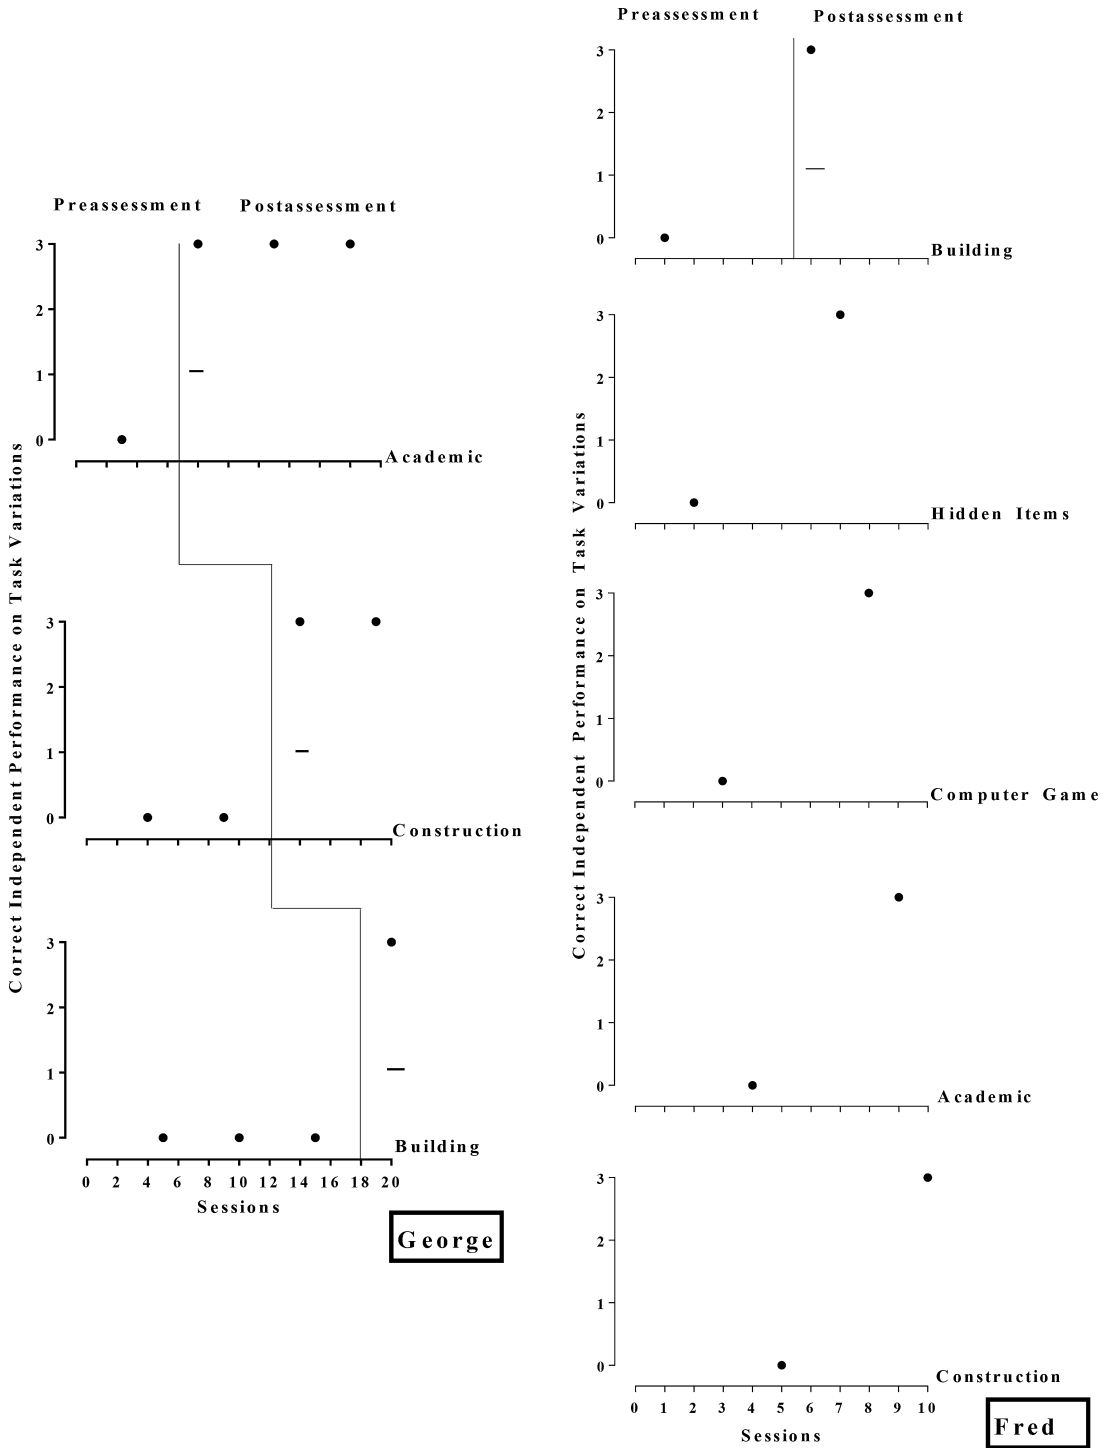 Preassessment Postassessment
3
2
1
0
Academic
3
2
1
0
Construction
3
2
1
0
Building
0 2 4 6 8 10 12 14 16 18 20
Sessions
George
Correct Independent Performance on Task Variations
Preassessment Postassessment
3
2
1
0
Building
3
2
1
0
Hidden Items
3
2
1
0
Computer Game
3
2
1
0
Academic
3
2
1
0
Construction
0 1 2 3 4 5 6 7 8 9 10
Sessions
Fred
Correct Independent Performance on Task Variations